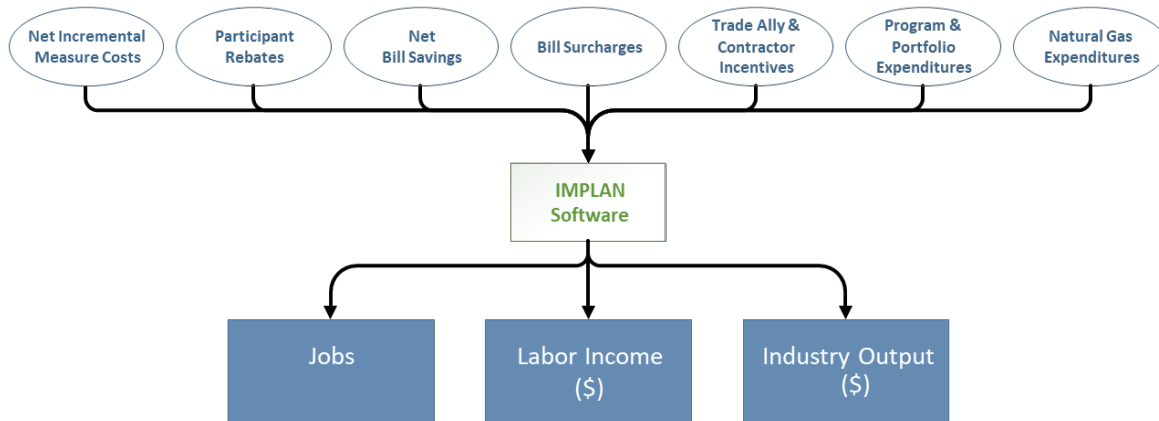 Net Incremental
Measure Costs
Participant
Rebates
Net
Bill Savings
Bill Surcharges
Trade Ally &
Contractor
Incentives
Program &
Portfolio
Expenditures
Natural Gas
Expenditures
IMPLAN
Software
Jobs
Labor Income
($)
Industry Output
($)